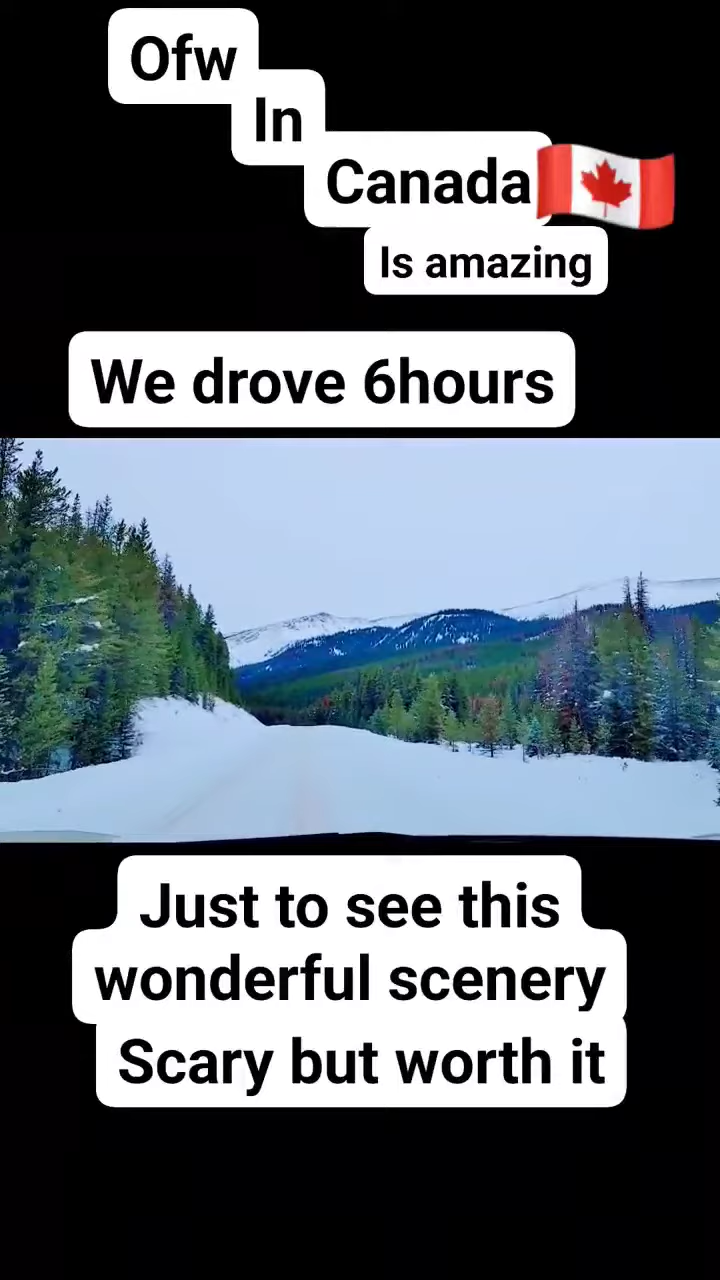 Ofw
In
Canada
Is amazing
We drove 6hours
Just to see this
wonderful scenery
Scary but worth it